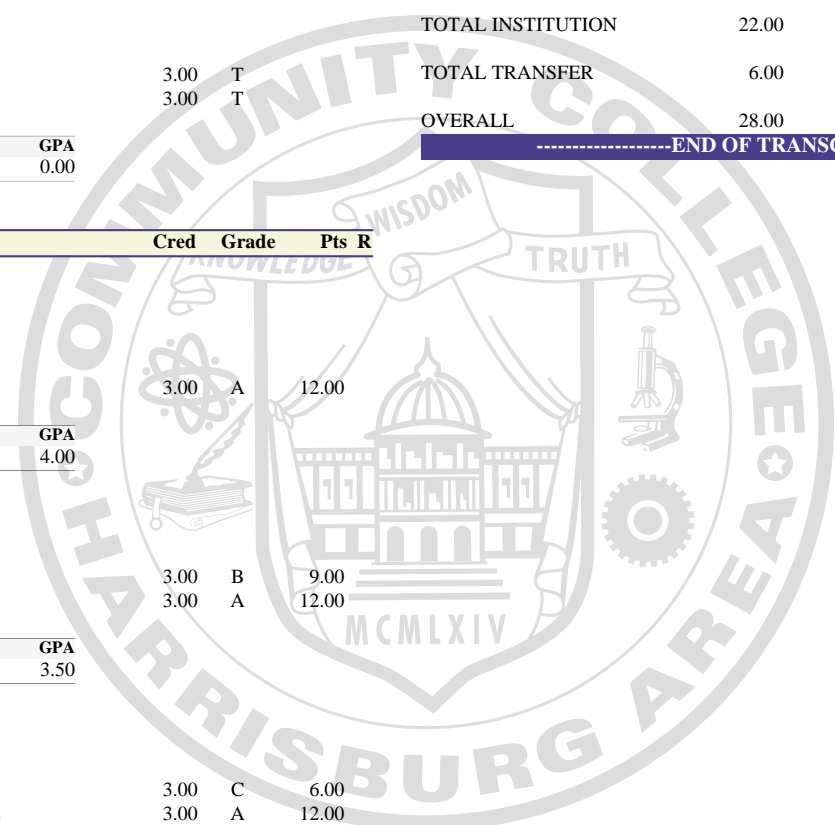 TOTAL INSTITUTION 22.00
3.00 T
TOTAL TRANSFER 6.00
3.00 T
OVERALL 28.00
GPA
-------------------END OF TRANSC
0.00
Cred Grade Pts R
3.00 A 12.00
GPA
4.00
3.00 B 9.00
3.00 A 12.00
GPA
3.50
3.00 C 6.00
3.00 A 12.00
COMMUNITY COLLEGE
HARRISBURG AREA
KNOWLEDGE WISDOM TRUTH
MCMLXIV